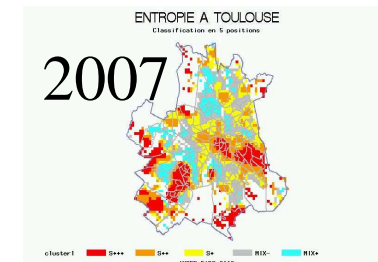 ENTROPIE A TOULOUSE
Classification en 5 positions
2007
cluster1 S+++ S++ S+ MIX- MIX+